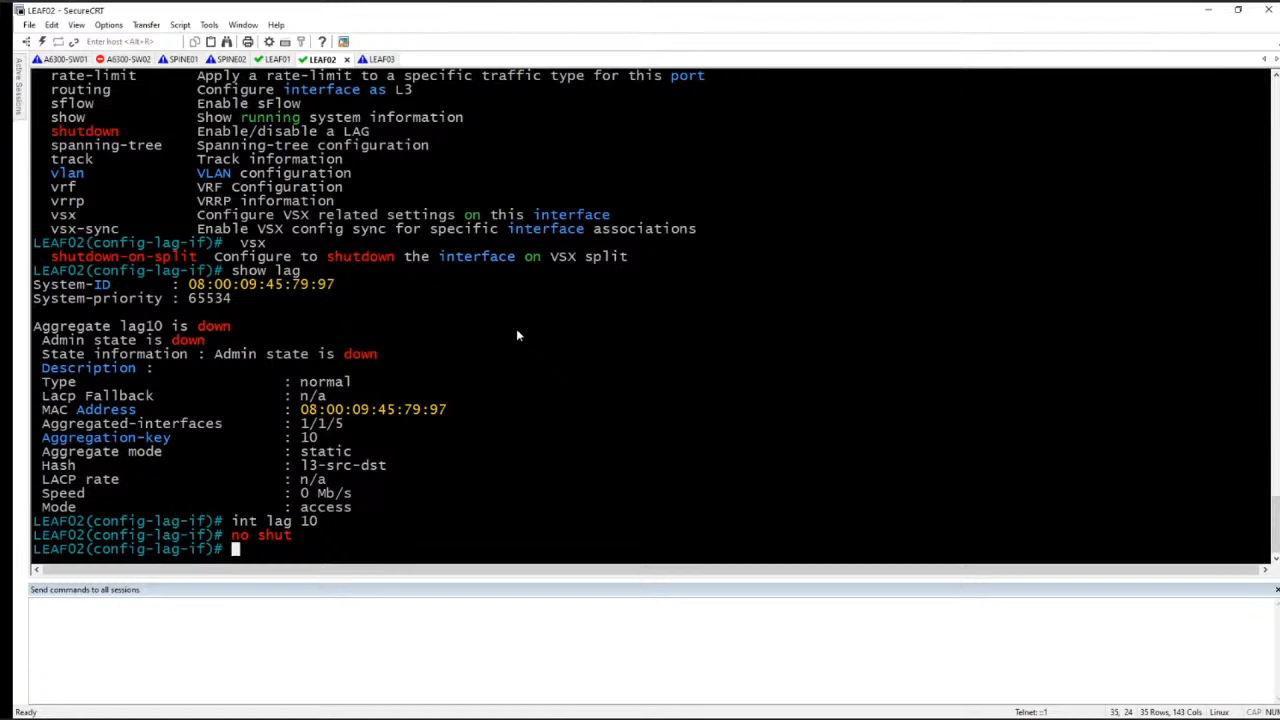 LEAF02 - SecureCRT
File Edit View Options Transfer Script Tools Window Help
Enter host <Alt+R>
A6300-SW01 A6300-SW02 SPINE01 SPINE02 LEAF01 LEAF02 LEAF03
Active Sessions
rate-limit Apply a rate-limit to a specific traffic type for this port
routing Configure interface as L3
sflow Enable sFlow
show Show running system information
shutdown Enable/disable a LAG
spanning-tree Spanning-tree configuration
track Track information
vlan VLAN configuration
vrf VRF Configuration
vrrp VRRP information
vsx Configure VSX related settings on this interface
vsx-sync Enable VSX config sync for specific interface associations
LEAF02(config-lag-if)# vsx
shutdown-on-split Configure to shutdown the interface on VSX split
LEAF02(config-lag-if)# show lag
System-ID : 08:00:09:45:79:97
System-priority : 65534
Aggregate lag10 is down
Admin state is down
State information : Admin state is down
Description :
Type : normal
Lacp Fallback : n/a
MAC Address : 08:00:09:45:79:97
Aggregated-interfaces : 1/1/5
Aggregation-key : 10
Aggregate mode : static
Hash : l3-src-dst
LACP rate : n/a
Speed : 0 Mb/s
Mode : access
LEAF02(config-lag-if)# int lag 10
LEAF02(config-lag-if)# no shut
LEAF02(config-lag-if)#
Send commands to all sessions
Ready Telnet: ::1 35, 24 35 Rows, 143 Cols Linux CAP NUM